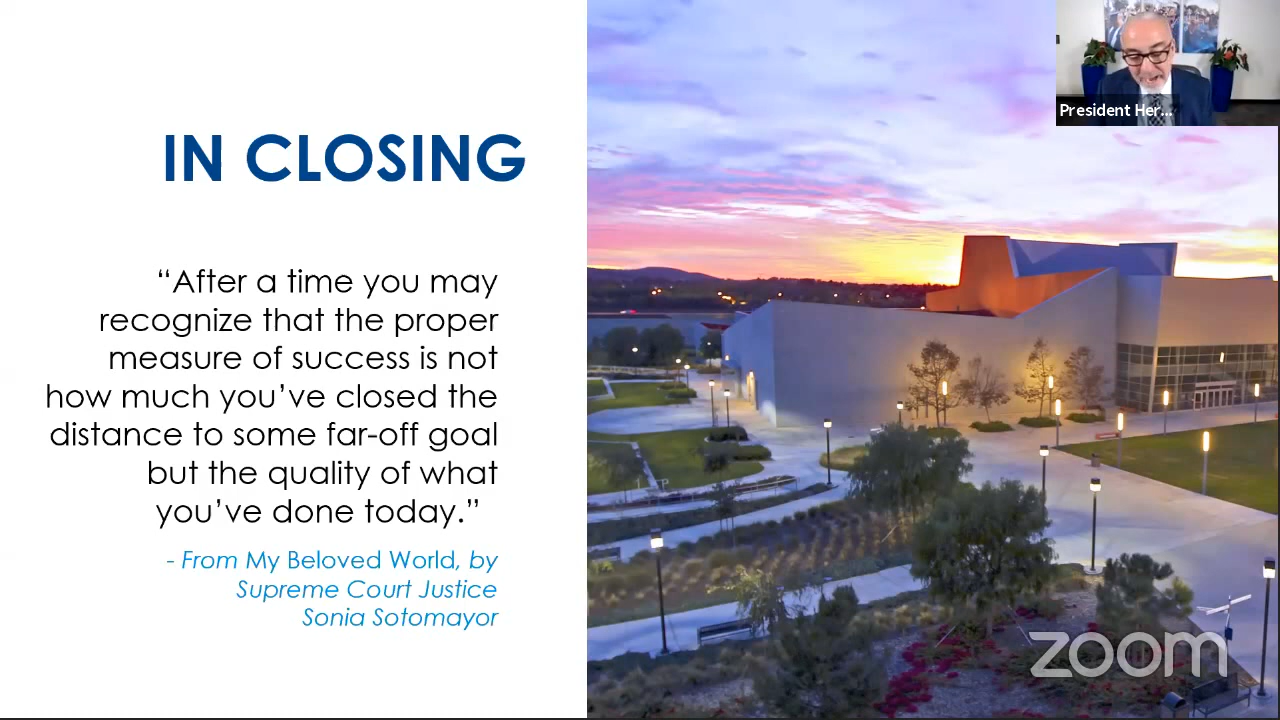 IN CLOSING
“After a time you may
recognize that the proper
measure of success is not
how much you’ve closed the
distance to some far-off goal
but the quality of what
you’ve done today.”
- From My Beloved World, by
Supreme Court Justice
Sonia Sotomayor
President Her...
zoom